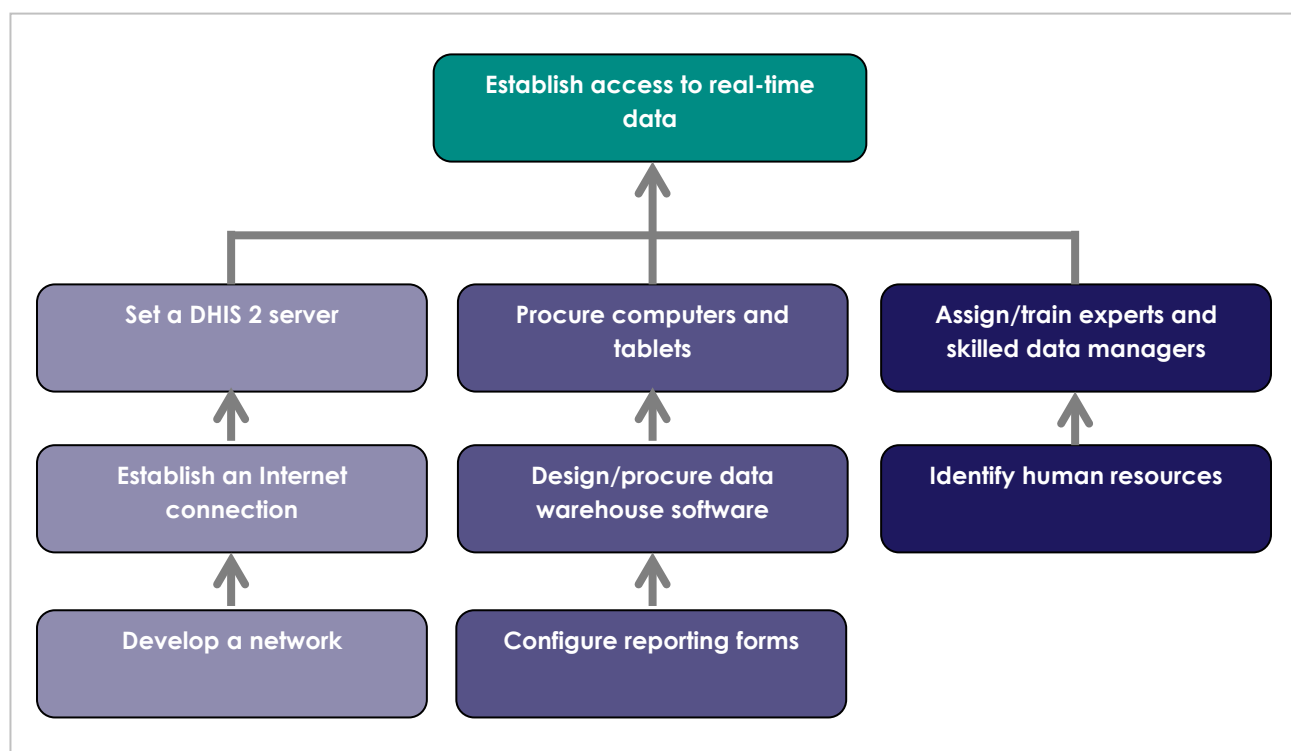 Establish access to real-time
data
Set a DHIS 2 server
Procure computers and
tablets
Assign/train experts and
skilled data managers
Establish an Internet
connection
Design/procure data
warehouse software
Identify human resources
Develop a network
Configure reporting forms